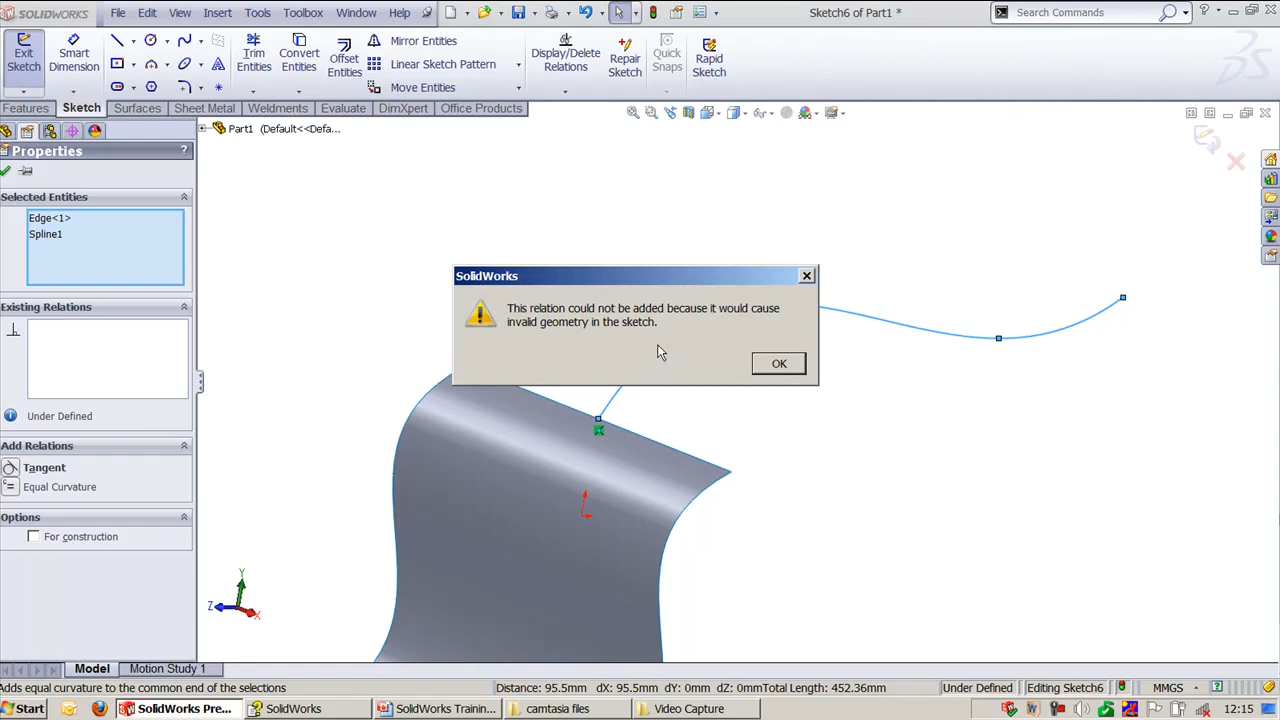 SOLIDWORKS File Edit View Insert Tools Toolbox Window Help Sketch6 of Part1 * Search Commands
Exit Sketch
Smart Dimension
Trim Entities
Convert Entities
Offset Entities
Mirror Entities
Linear Sketch Pattern
Move Entities
Display/Delete Relations
Repair Sketch
Quick Snaps
Rapid Sketch
Features Sketch Surfaces Sheet Metal Weldments Evaluate DimXpert Office Products
Part1 (Default<<Defa...
Properties ?
Selected Entities
Edge<1>
Spline1
Existing Relations
Under Defined
Add Relations
Tangent
Equal Curvature
Options
For construction
SolidWorks
This relation could not be added because it would cause
invalid geometry in the sketch.
OK
Y
Z
X
Model Motion Study 1
Adds equal curvature to the common end of the selections Distance: 95.5mm dX: 95.5mm dY: 0mm dZ: 0mmTotal Length: 452.36mm Under Defined Editing Sketch6 MMGS
Start SolidWorks Pre... SolidWorks SolidWorks Trainin... camtasia files Video Capture 12:15